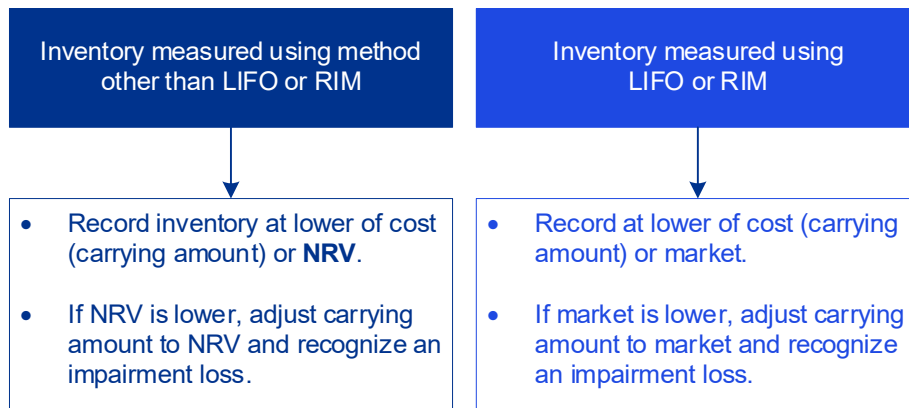 Inventory measured using method
other than LIFO or RIM
Inventory measured using
LIFO or RIM
• Record inventory at lower of cost
(carrying amount) or NRV.
• If NRV is lower, adjust carrying
amount to NRV and recognize an
impairment loss.
• Record at lower of cost (carrying
amount) or market.
• If market is lower, adjust carrying
amount to market and recognize
an impairment loss.